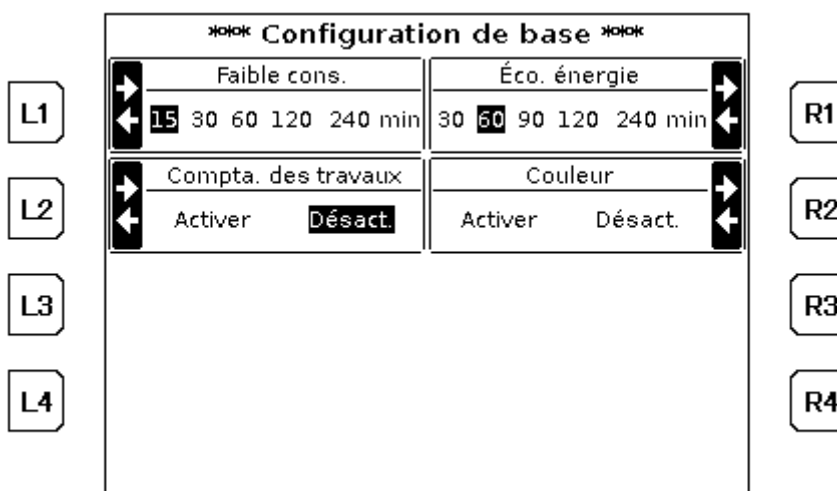 *** Configuration de base ***
Faible cons. Éco. énergie
L1 15 30 60 120 240 min 30 60 90 120 240 min R1
Compta. des travaux Couleur
L2 Activer Désact. Activer Désact. R2
L3 R3
L4 R4